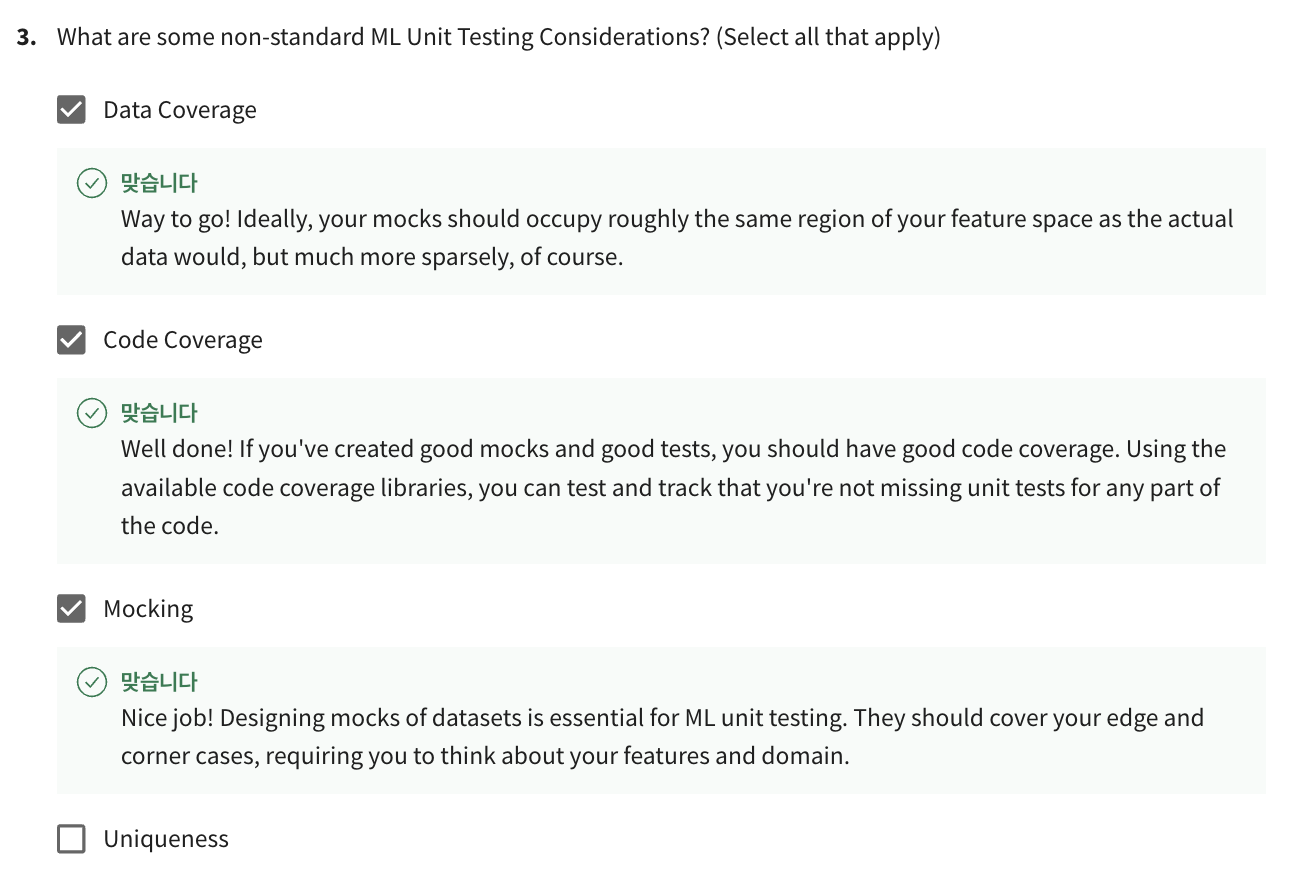 3. What are some non-standard ML Unit Testing Considerations? (Select all that apply)
Data Coverage
맞습니다
Way to go! Ideally, your mocks should occupy roughly the same region of your feature space as the actual
data would, but much more sparsely, of course.
Code Coverage
맞습니다
Well done! If you've created good mocks and good tests, you should have good code coverage. Using the
available code coverage libraries, you can test and track that you're not missing unit tests for any part of
the code.
Mocking
맞습니다
Nice job! Designing mocks of datasets is essential for ML unit testing. They should cover your edge and
corner cases, requiring you to think about your features and domain.
Uniqueness